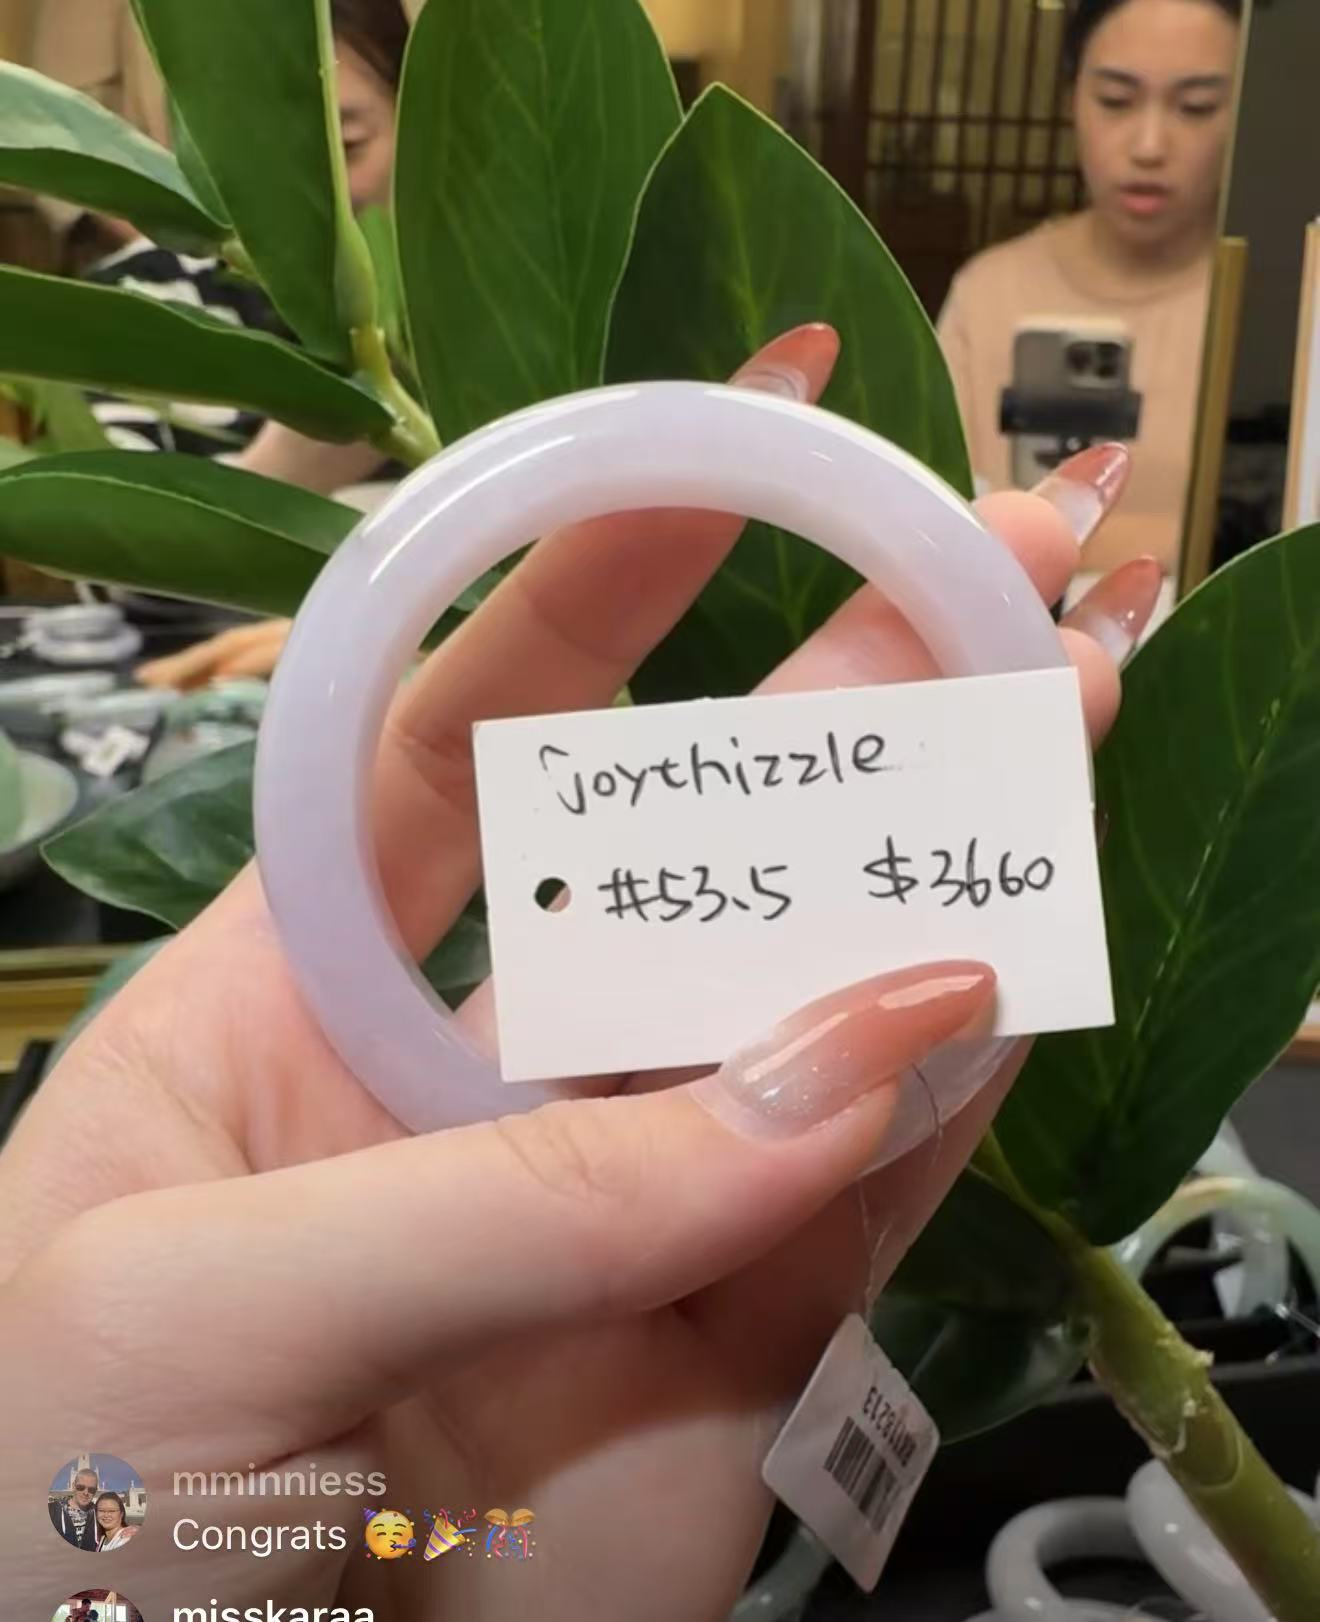 joythizzle
#53.5 $3660
mminniess
Congrats 🥳🎉🎊
misskaraa